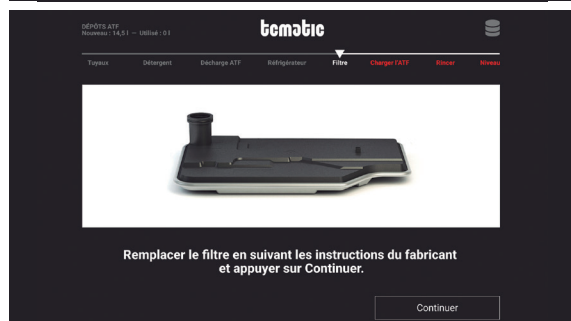 DÉPÔTS ATF
Nouveau : 14,5 l — Utilisé : 0 l
tcmatic
Tuyaux Détergent Décharge ATF Réfrigérateur Filtre Charger l'ATF Rincer Niveau
Remplacer le filtre en suivant les instructions du fabricant
et appuyer sur Continuer.
Continuer